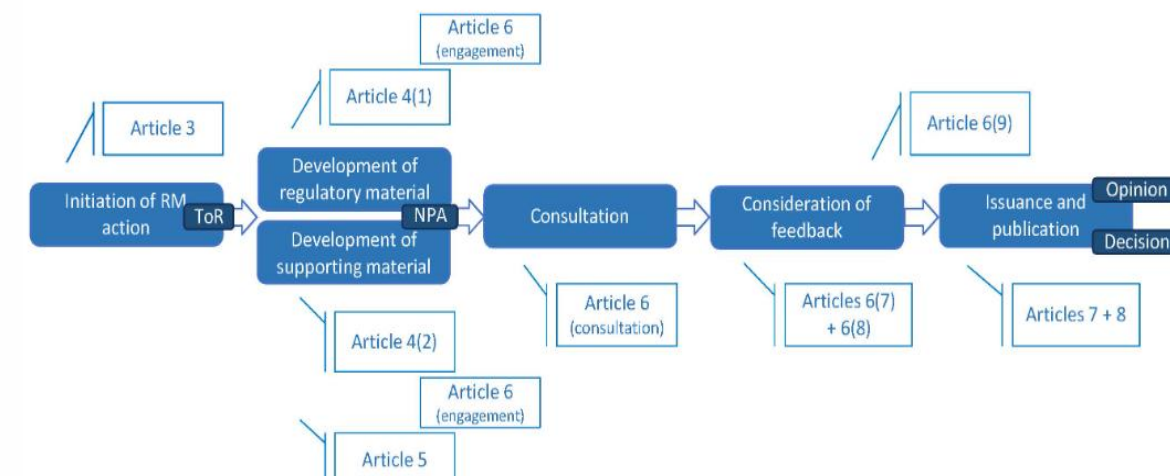 Article 6
(engagement)
Article 4(1)
Article 3
Article 6(9)
Development of
regulatory material
Initiation of RM
action
ToR
NPA
Development of
supporting material
Consultation
Consideration of
feedback
Issuance and
publication
Opinion
Decision
Article 6
(consultation)
Articles 6(7)
+ 6(8)
Articles 7 + 8
Article 4(2)
Article 6
(engagement)
Article 5